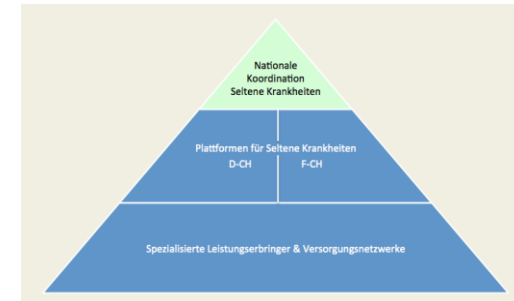 Nationale
Koordination
Seltene Krankheiten
Plattformen für Seltene Krankheiten
D-CH F-CH
Spezialisierte Leistungserbringer & Versorgungsnetzwerke